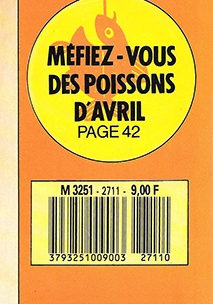 MÉFIEZ-VOUS
DES POISSONS
D'AVRIL
PAGE 42
M 3251 - 2711 - 9,00 F
3793251009003 27110